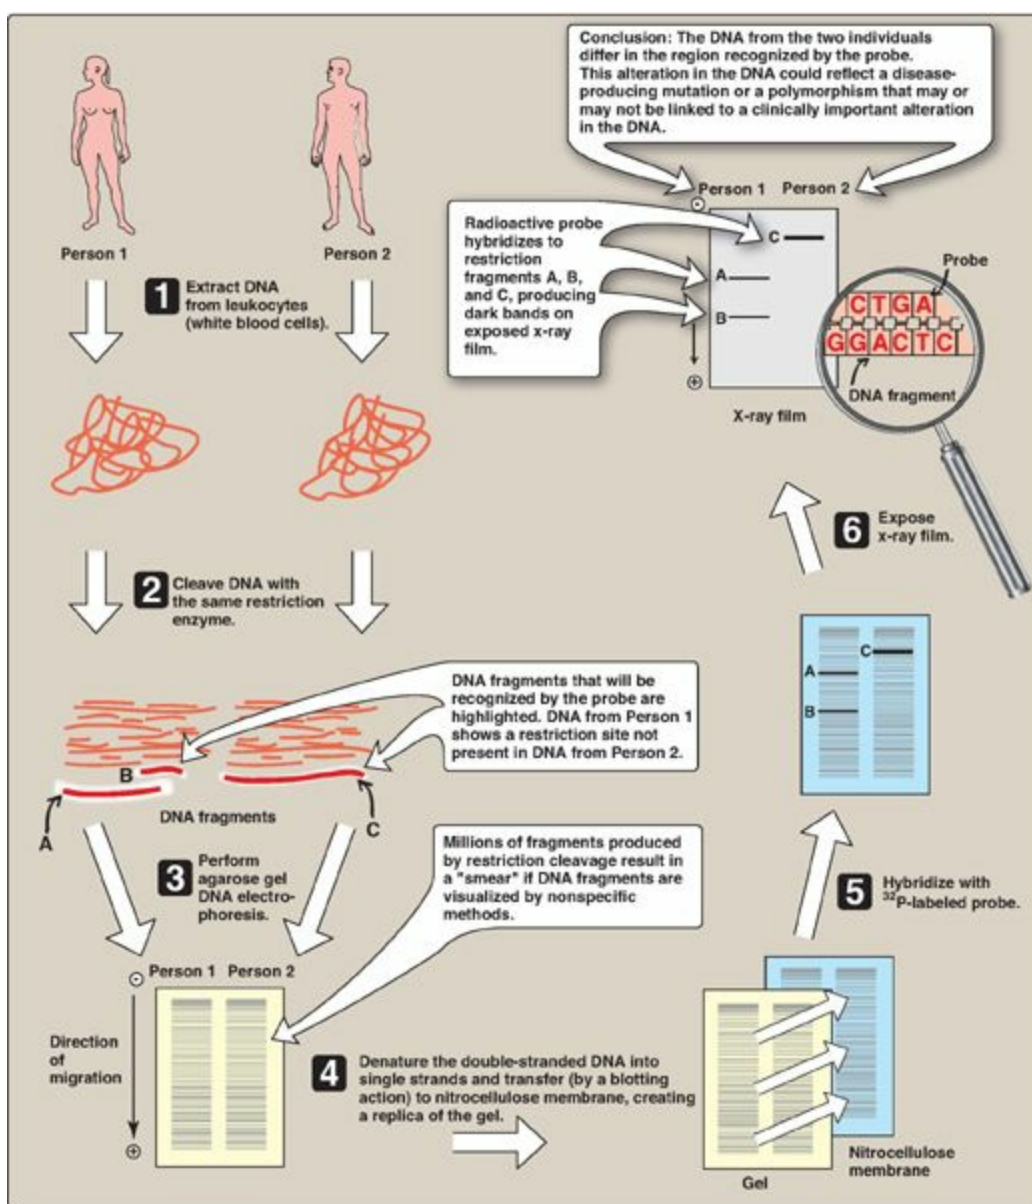 Conclusion: The DNA from the two individuals
differ in the region recognized by the probe.
This alteration in the DNA could reflect a disease-
producing mutation or a polymorphism that may or
may not be linked to a clinically important alteration
in the DNA.
Person 1
Person 2
1
Extract DNA
from leukocytes
(white blood cells).
2
Cleave DNA with
the same restriction
enzyme.
DNA fragments that will be
recognized by the probe are
highlighted. DNA from Person 1
shows a restriction site not
present in DNA from Person 2.
B
A
C
DNA fragments
3
Perform
agarose gel
DNA electro-
phoresis.
Millions of fragments produced
by restriction cleavage result in
a "smear" if DNA fragments are
visualized by nonspecific
methods.
-
Person 1 Person 2
Direction
of
migration
+
4
Denature the double-stranded DNA into
single strands and transfer (by a blotting
action) to nitrocellulose membrane, creating
a replica of the gel.
Gel
Nitrocellulose
membrane
5
Hybridize with
³²P-labeled probe.
A
B
C
6
Expose
x-ray film.
Person 1 Person 2
-
Radioactive probe
hybridizes to
restriction
fragments A, B,
and C, producing
dark bands on
exposed x-ray
film.
C
A
B
+
X-ray film
Probe
CTGA
GGACTC
DNA fragment